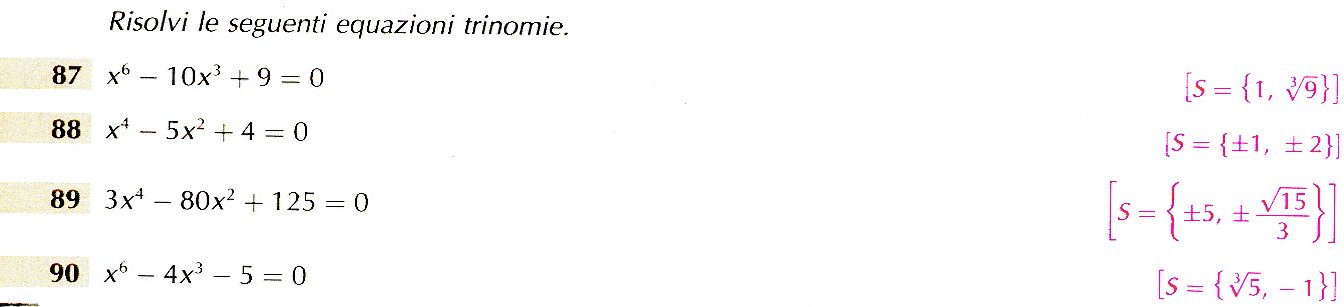 Risolvi le seguenti equazioni trinomie.
87 x⁶ − 10x³ + 9 = 0 [S = {1, ∛9}]
88 x⁴ − 5x² + 4 = 0 [S = {±1, ± 2}]
89 3x⁴ − 80x² + 125 = 0 [S = {±5, ± √15/3}]
90 x⁶ − 4x³ − 5 = 0 [S = {∛5, − 1}]